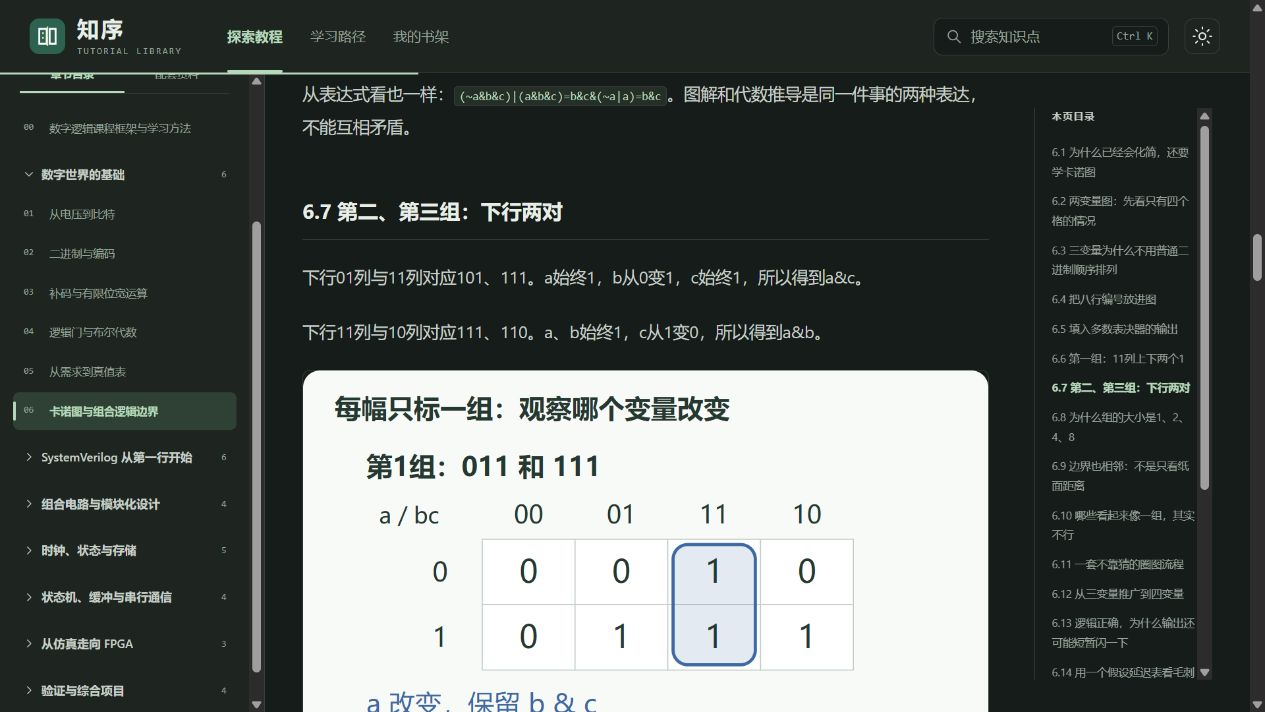 知序
TUTORIAL LIBRARY
探索教程
学习路径
我的书架
搜索知识点
Ctrl K
00 数字逻辑课程框架与学习方法
数字世界的基础 6
01 从电压到比特
02 二进制与编码
03 补码与有限位宽运算
04 逻辑门与布尔代数
05 从需求到真值表
06 卡诺图与组合逻辑边界
SystemVerilog 从第一行开始 6
组合电路与模块化设计 4
时钟、状态与存储 5
状态机、缓冲与串行通信 4
从仿真走向 FPGA 3
验证与综合项目 4
从表达式看也一样：(~a&b&c)|(a&b&c)=b&c&(~a|a)=b&c。图解和代数推导是同一件事的两种表达，
不能互相矛盾。
6.7 第二、第三组：下行两对
下行01列与11列对应101、111。a始终1，b从0变1，c始终1，所以得到a&c。
下行11列与10列对应111、110。a、b始终1，c从1变0，所以得到a&b。
每幅只标一组：观察哪个变量改变
第1组：011 和 111
a / bc 00 01 11 10
0 0 0 1 0
1 0 1 1 1
a 改变，保留 b & c
本页目录
6.1 为什么已经会化简，还要
学卡诺图
6.2 两变量图：先看只有四个
格的情况
6.3 三变量为什么不用普通二
进制顺序排列
6.4 把八行编号放进图
6.5 填入多数表决器的输出
6.6 第一组：11列上下两个1
6.7 第二、第三组：下行两对
6.8 为什么组的大小是1、2、
4、8
6.9 边界也相邻：不是只看纸
面距离
6.10 哪些看起来像一组，其实
不行
6.11 一套不靠猜的圈图流程
6.12 从三变量推广到四变量
6.13 逻辑正确，为什么输出还
可能短暂闪一下
6.14 用一个假设延迟表看毛刺